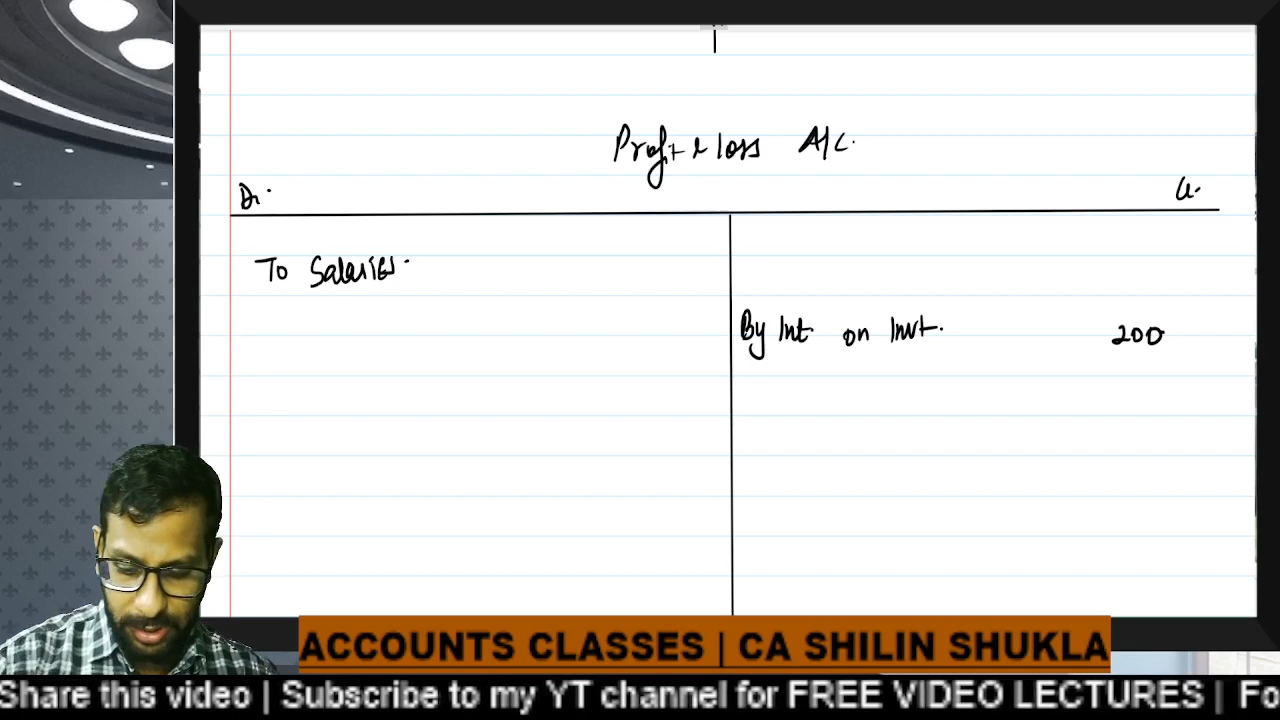 Profit & loss A/c.
Dr.
Cr.
To Salaries.
By Int on Invt. 200
ACCOUNTS CLASSES | CA SHILIN SHUKLA
Share this video | Subscribe to my YT channel for FREE VIDEO LECTURES | Fo